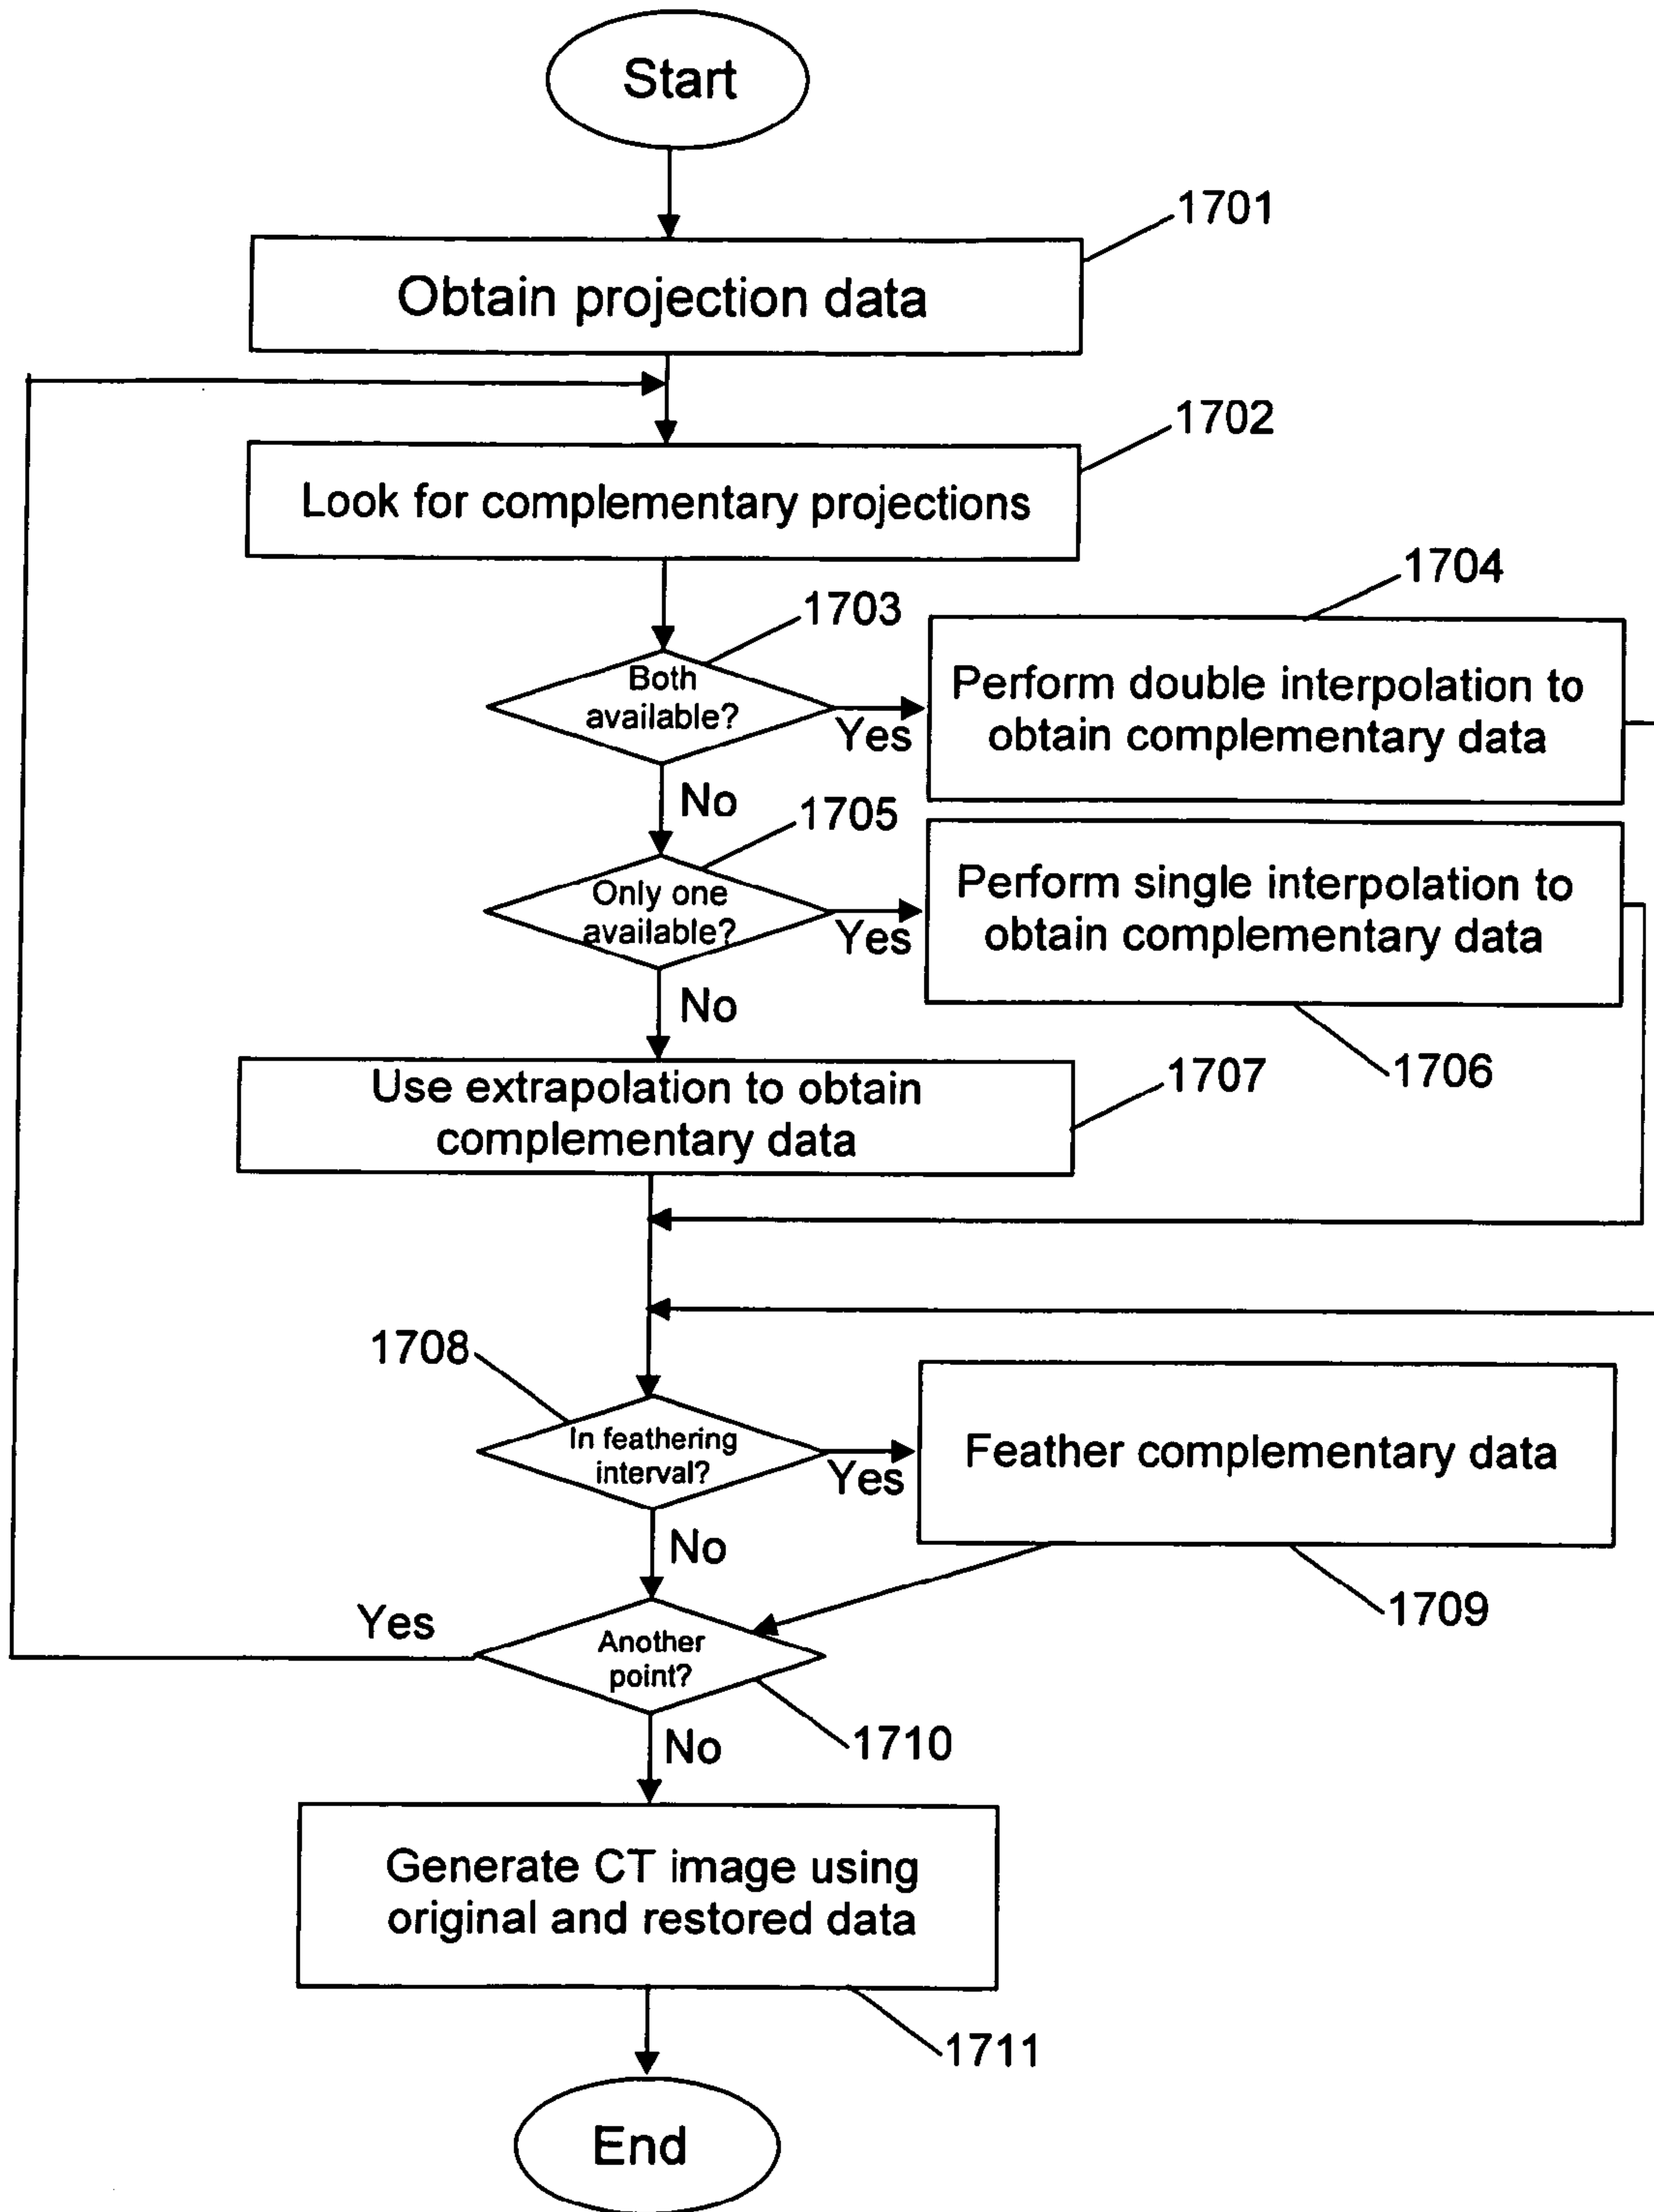 Start
1701
Obtain projection data
1702
Look for complementary projections
1703
Both
available?
Yes
1704
Perform double interpolation to
obtain complementary data
No
1705
Only one
available?
Yes
Perform single interpolation to
obtain complementary data
1706
No
Use extrapolation to obtain
complementary data
1707
1708
In feathering
interval?
Yes
Feather complementary data
1709
No
Yes
Another
point?
1710
No
Generate CT image using
original and restored data
1711
End